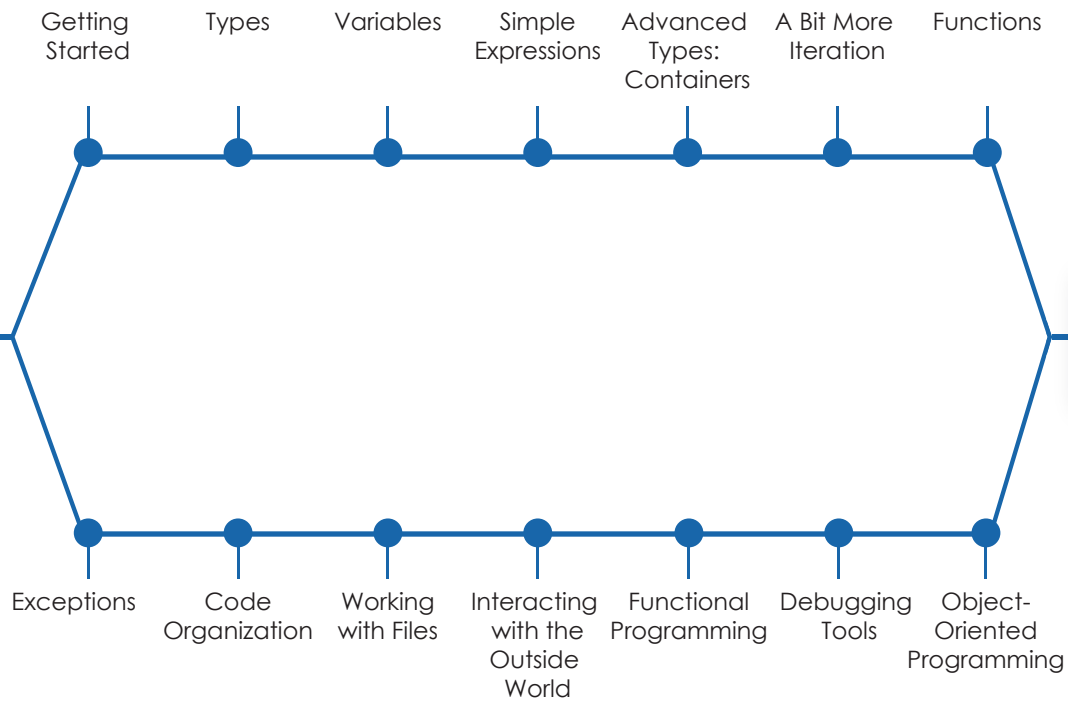 Getting
Started
Types
Variables
Simple
Expressions
Advanced
Types:
Containers
A Bit More
Iteration
Functions
Exceptions
Code
Organization
Working
with Files
Interacting
with the
Outside
World
Functional
Programming
Debugging
Tools
Object-
Oriented
Programming